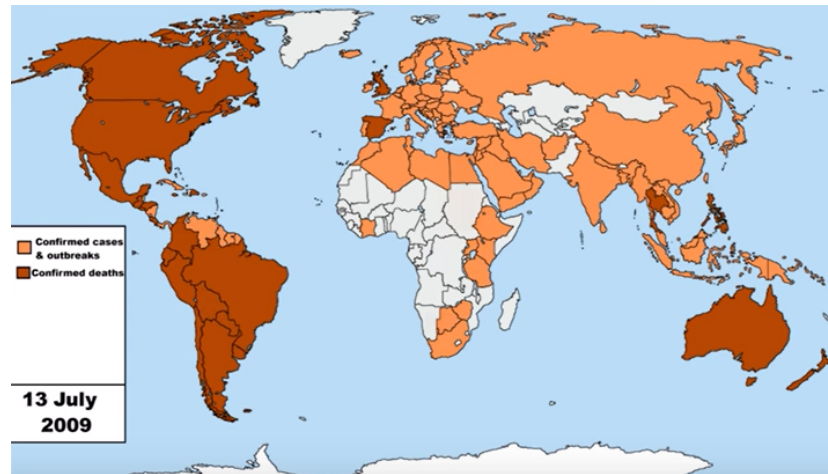 Confirmed cases
& outbreaks
Confirmed deaths
13 July
2009